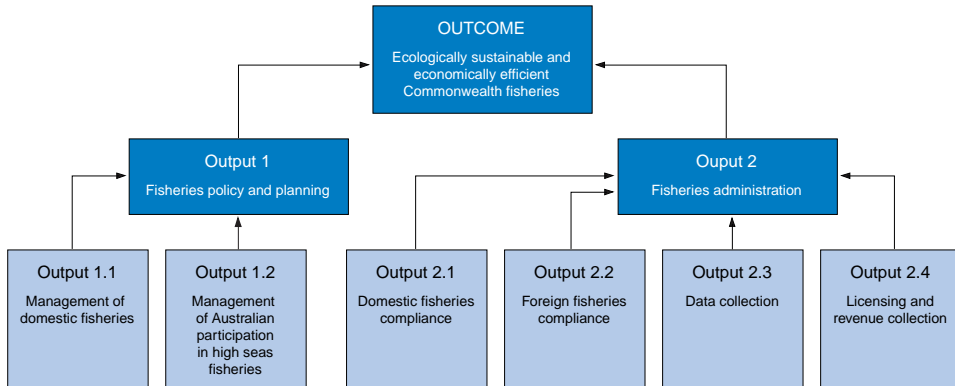 OUTCOME
Ecologically sustainable and
economically efficient
Commonwealth fisheries
Output 1
Fisheries policy and planning
Ouput 2
Fisheries administration
Output 1.1
Management of
domestic fisheries
Output 1.2
Management
of Australian
participation
in high seas
fisheries
Output 2.1
Domestic fisheries
compliance
Output 2.2
Foreign fisheries
compliance
Output 2.3
Data collection
Output 2.4
Licensing and
revenue collection